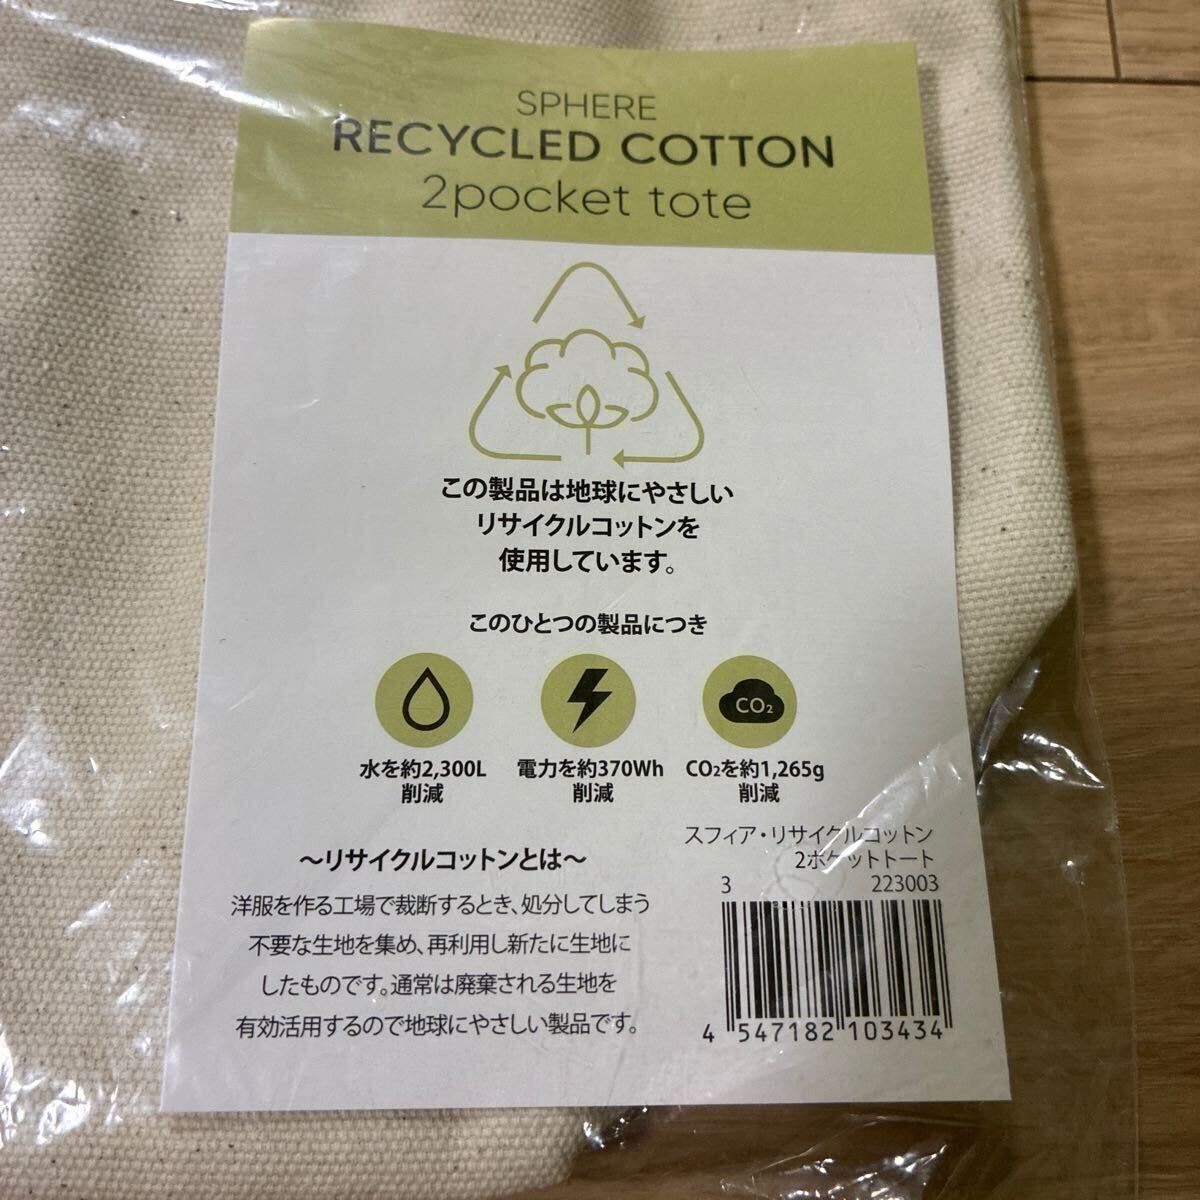 SPHERE
RECYCLED COTTON
2pocket tote
この製品は地球にやさしい
リサイクルコットンを
使用しています。
このひとつの製品につき
CO2
水を約2,300L
削減
電力を約370Wh
削減
CO2を約1,265g
削減
～リサイクルコットンとは～
洋服を作る工場で裁断するとき、処分してしまう
不要な生地を集め、再利用し新たに生地に
したものです。通常は廃棄される生地を
有効活用するので地球にやさしい製品です。
スフィア・リサイクルコットン
2ポケットトート
3 223003
4 547182 103434